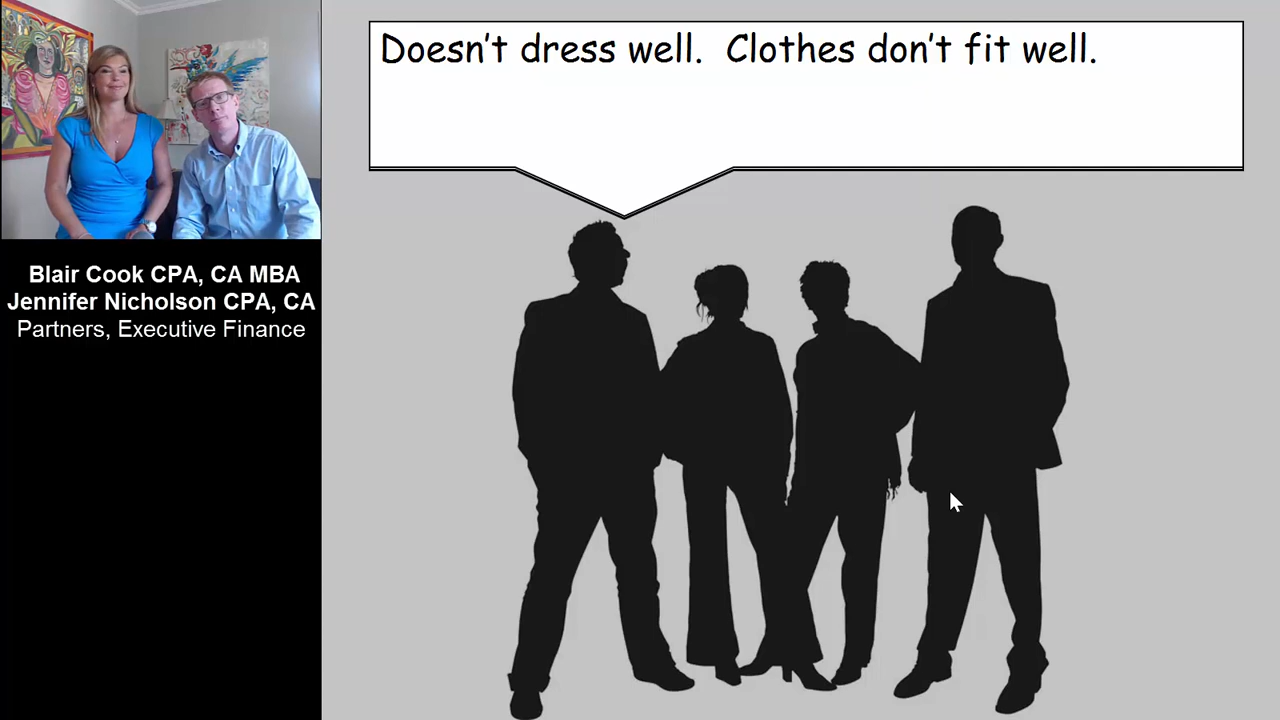 Doesn't dress well. Clothes don't fit well.
Blair Cook CPA, CA MBA
Jennifer Nicholson CPA, CA
Partners, Executive Finance